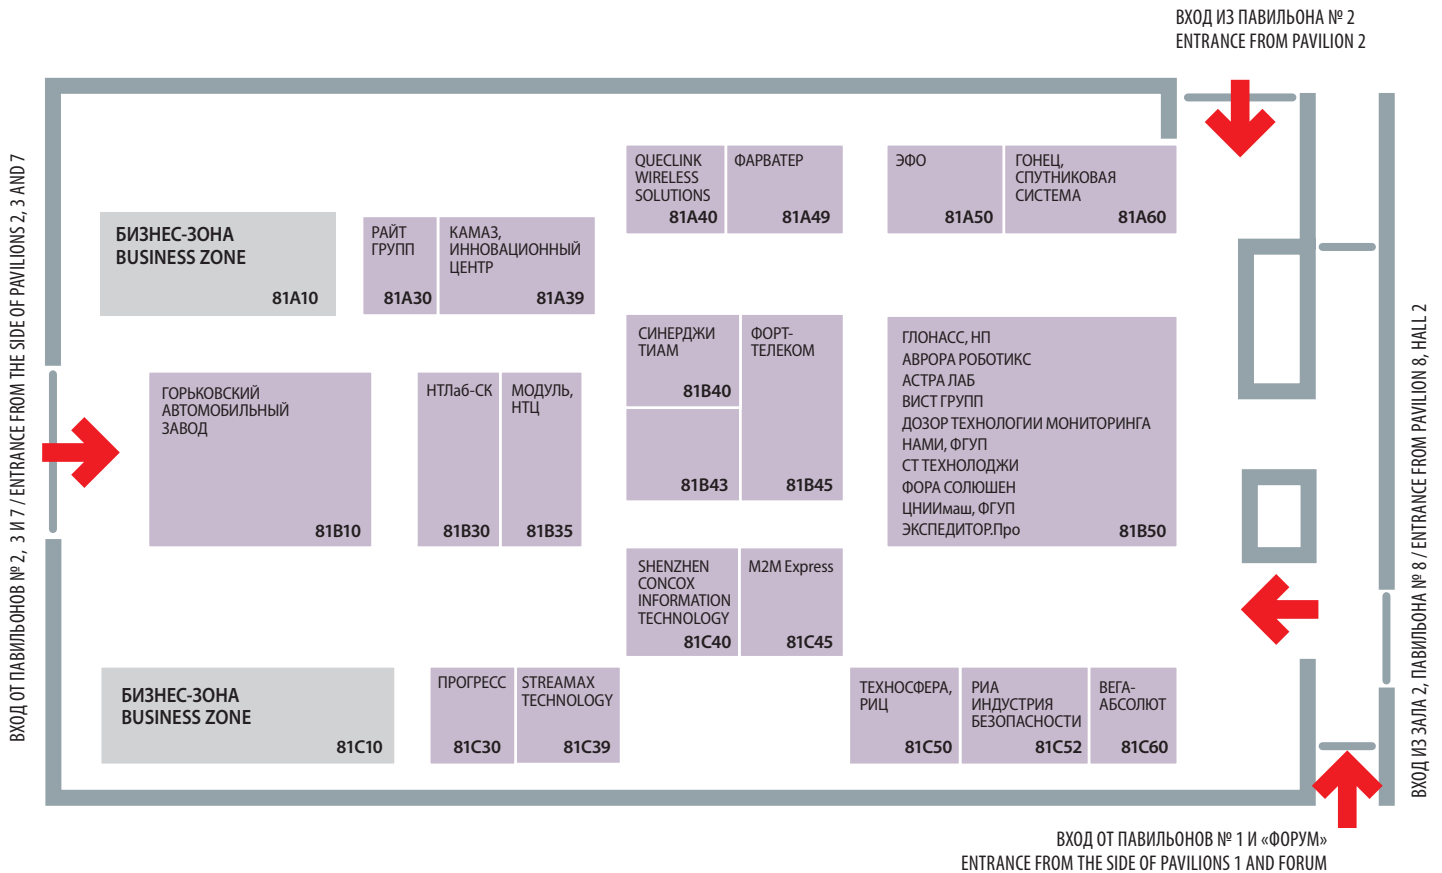 ВХОД ИЗ ПАВИЛЬОНА № 2
ENTRANCE FROM PAVILION 2
ВХОД ОТ ПАВИЛЬОНОВ № 2, 3 И 7 / ENTRANCE FROM THE SIDE OF PAVILIONS 2, 3 AND 7
QUECLINK
WIRELESS
SOLUTIONS
81A40
ФАРВАТЕР
81A49
ЭФО
81A50
ГОНЕЦ,
СПУТНИКОВАЯ
СИСТЕМА
81A60
БИЗНЕС-ЗОНА
BUSINESS ZONE
81A10
РАЙТ
ГРУПП
81A30
КАМАЗ,
ИННОВАЦИОННЫЙ
ЦЕНТР
81A39
СИНЕРДЖИ
ТИАМ
81B40
ФОРТ-
ТЕЛЕКОМ
81B45
81B43
ГЛОНАСС, НП
АВРОРА РОБОТИКС
АСТРА ЛАБ
ВИСТ ГРУПП
ДОЗОР ТЕХНОЛОГИИ МОНИТОРИНГА
НАМИ, ФГУП
СТ ТЕХНОЛОДЖИ
ФОРА СОЛЮШЕН
ЦНИИмаш, ФГУП
ЭКСПЕДИТОР.Про
81B50
ГОРЬКОВСКИЙ
АВТОМОБИЛЬНЫЙ
ЗАВОД
81B10
НТЛаб-СК
81B30
МОДУЛЬ,
НТЦ
81B35
SHENZHEN
CONCOX
INFORMATION
TECHNOLOGY
81C40
M2M Express
81C45
БИЗНЕС-ЗОНА
BUSINESS ZONE
81C10
ПРОГРЕСС
81C30
STREAMAX
TECHNOLOGY
81C39
ТЕХНОСФЕРА,
РИЦ
81C50
РИА
ИНДУСТРИЯ
БЕЗОПАСНОСТИ
81C52
ВЕГА-
АБСОЛЮТ
81C60
ВХОД ИЗ ЗАЛА 2, ПАВИЛЬОНА № 8 / ENTRANCE FROM PAVILION 8, HALL 2
ВХОД ОТ ПАВИЛЬОНОВ № 1 И «ФОРУМ»
ENTRANCE FROM THE SIDE OF PAVILIONS 1 AND FORUM